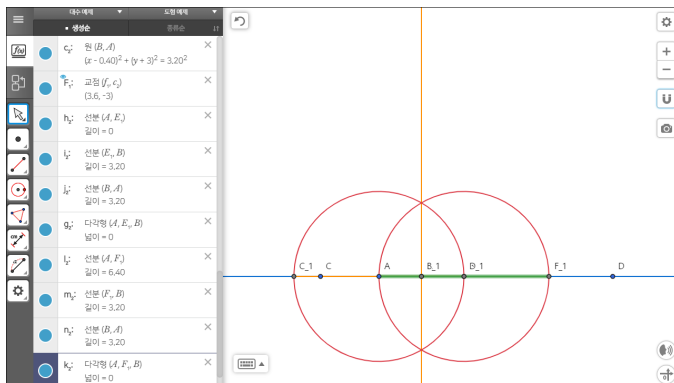 대수 예제 ▼ 도형 예제 ▼
▪ 생성순 종류순 ↓↑
c₂: 원 (B, A)
(x - 0.40)² + (y + 3)² = 3.20²
F₁: 교점 (f₁, c₂)
(3.6, -3)
h₂: 선분 (A, E₁)
길이 = 0
i₂: 선분 (E₁, B)
길이 = 3.20
j₂: 선분 (B, A)
길이 = 3.20
g₂: 다각형 (A, E₁, B)
넓이 = 0
l₂: 선분 (A, F₁)
길이 = 6.40
m₂: 선분 (F₁, B)
길이 = 3.20
n₂: 선분 (B, A)
길이 = 3.20
k₂: 다각형 (A, F₁, B)
넓이 = 0
f(x)
C_1 C A B_1 D_1 F_1 D